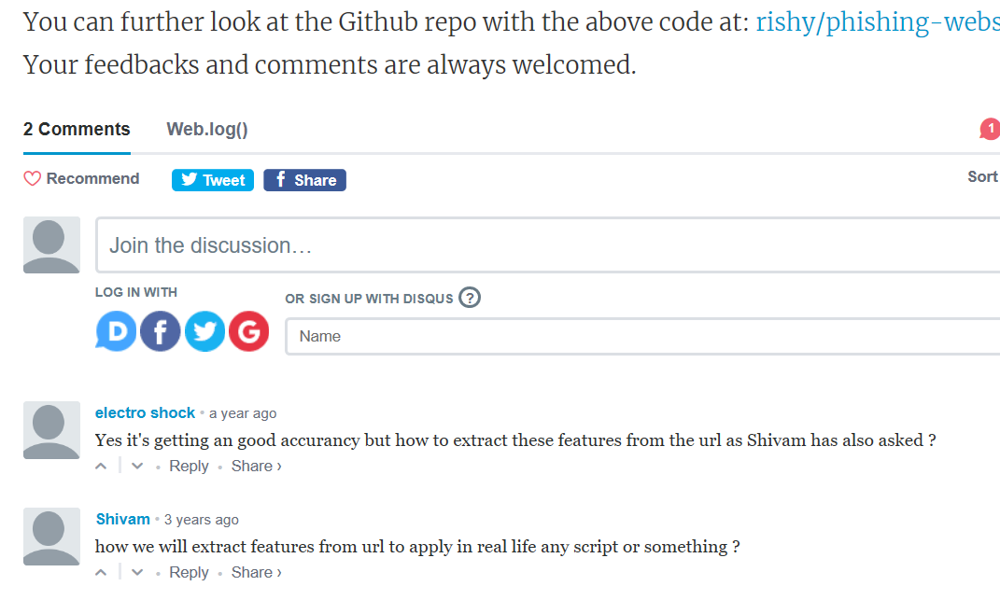 You can further look at the Github repo with the above code at: rishy/phishing-webs
Your feedbacks and comments are always welcomed.
2 Comments Web.log() 1
Recommend Tweet f Share Sort
Join the discussion…
LOG IN WITH
OR SIGN UP WITH DISQUS ?
D f G
Name
electro shock • a year ago
Yes it's getting an good accurancy but how to extract these features from the url as Shivam has also asked ?
• Reply • Share ›
Shivam • 3 years ago
how we will extract features from url to apply in real life any script or something ?
• Reply • Share ›